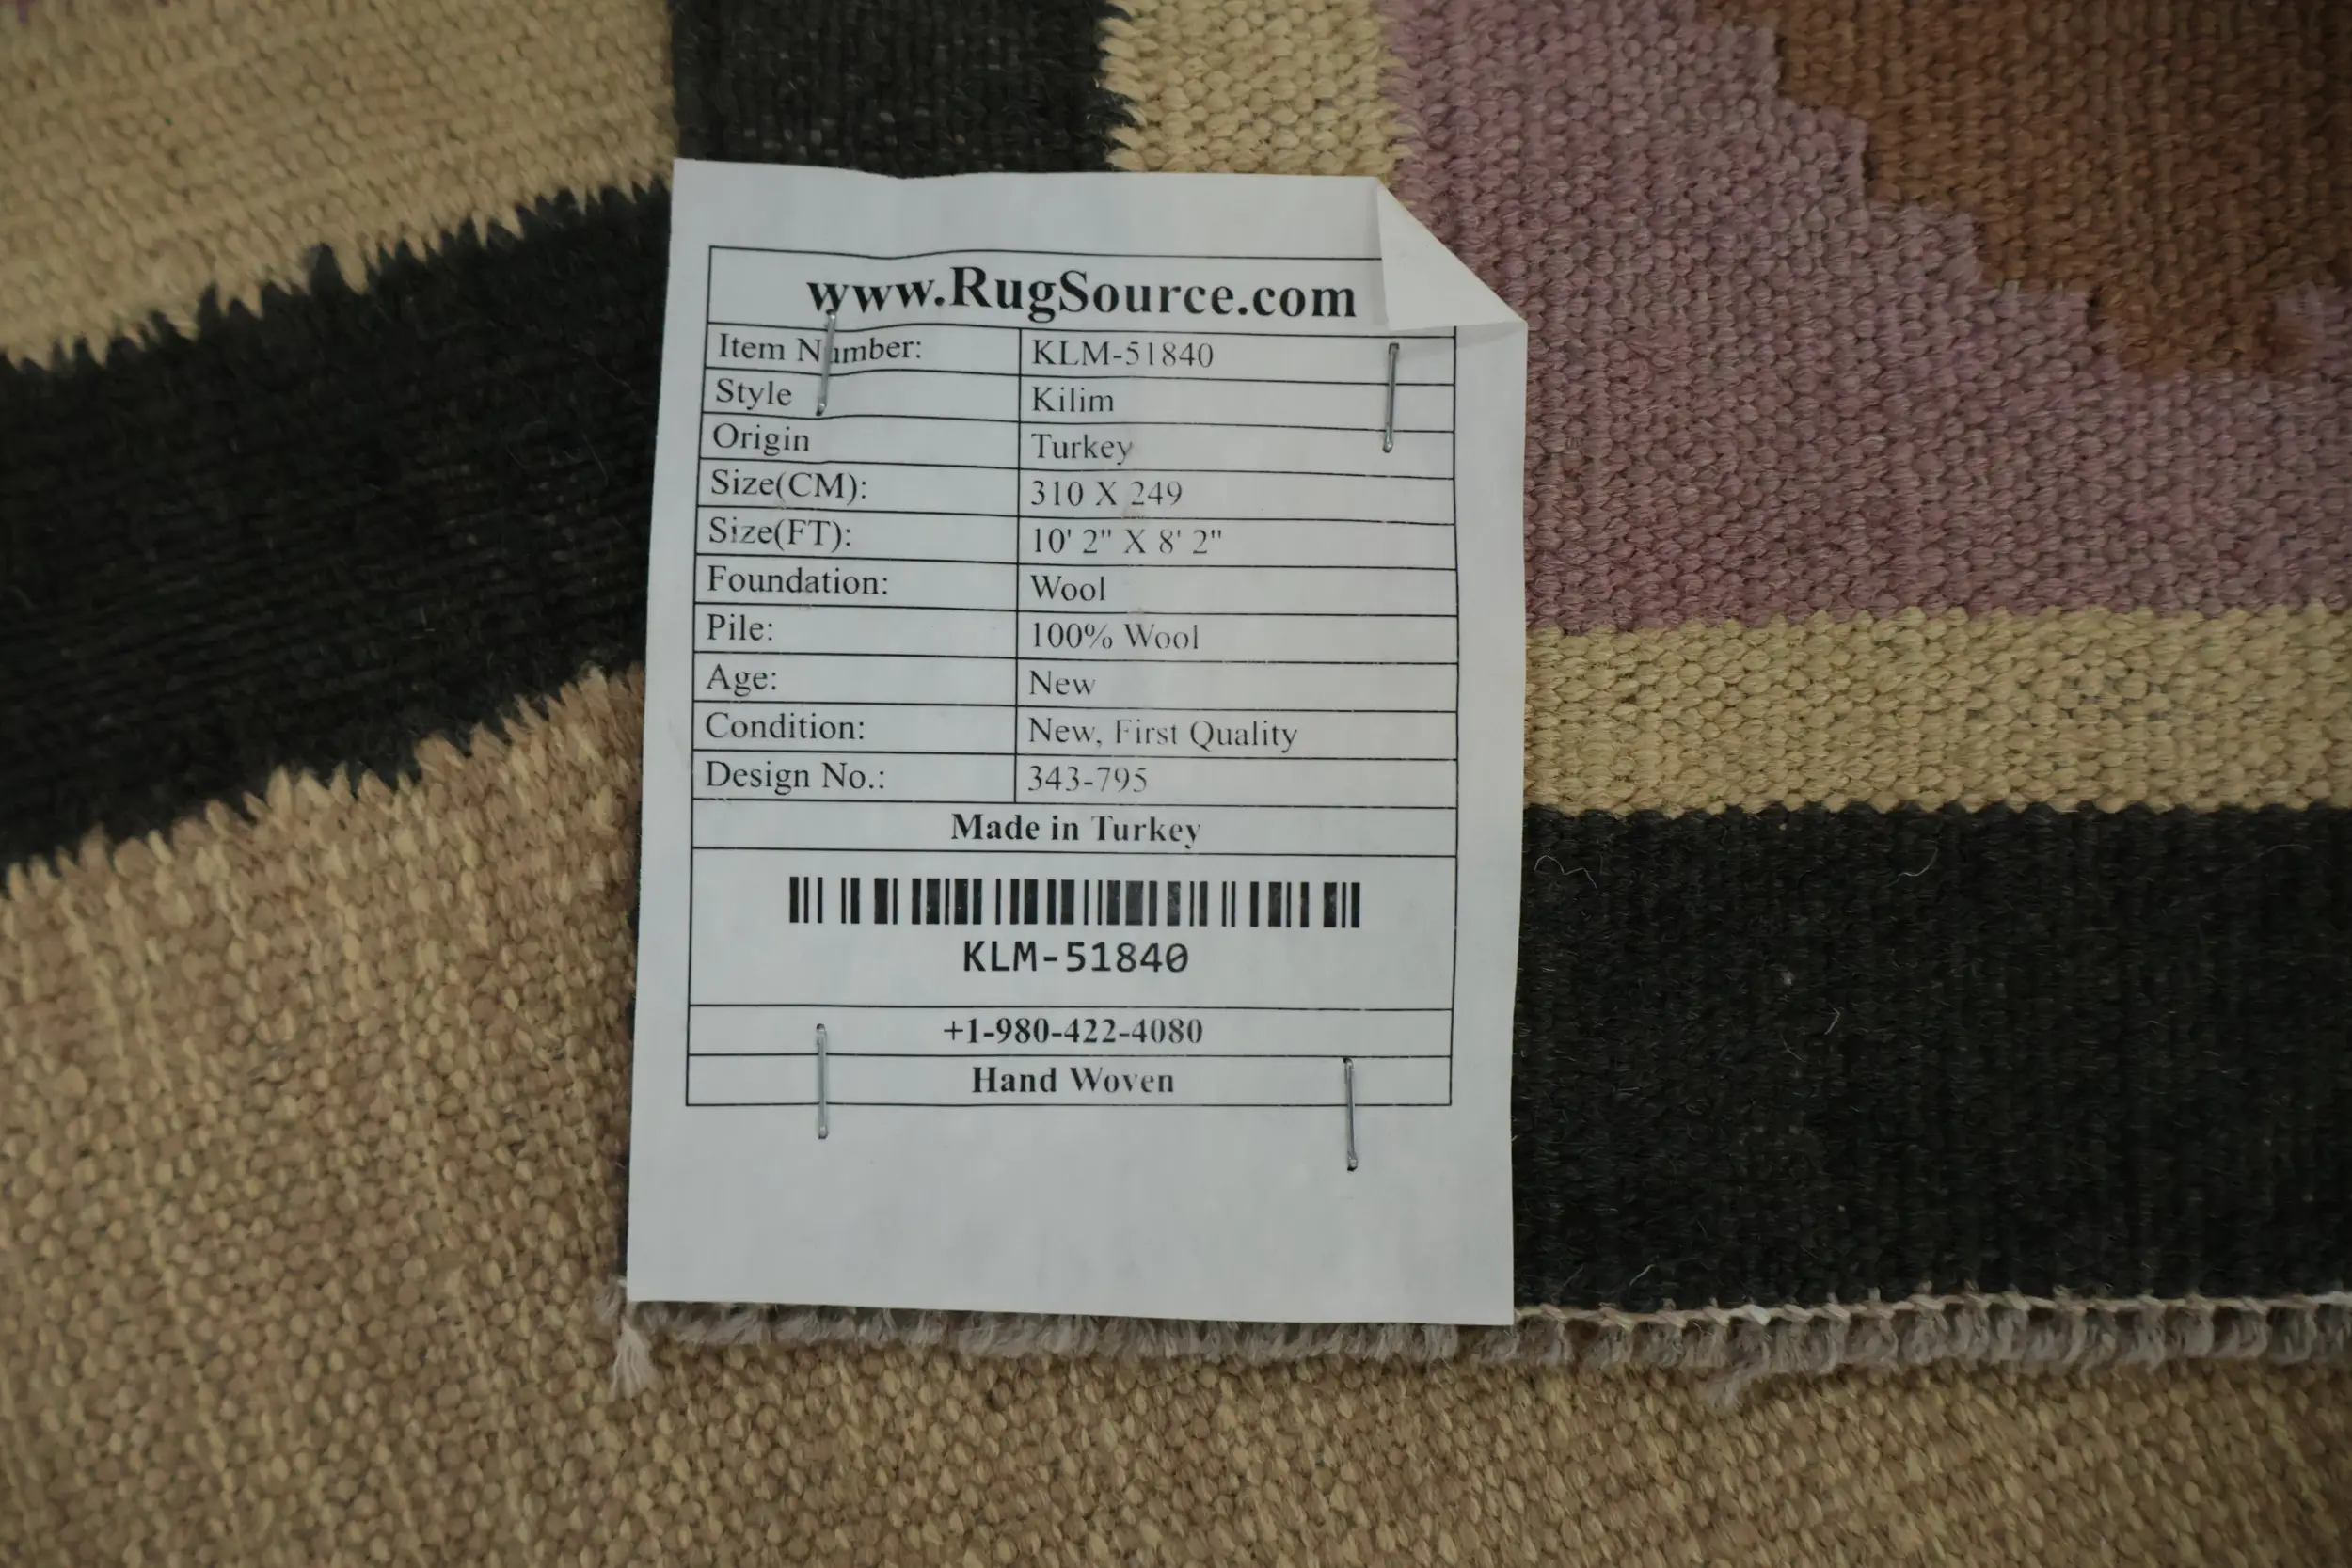 www.RugSource.com
Item Number: KLM-51840
Style Kilim
Origin Turkey
Size(CM): 310 X 249
Size(FT): 10' 2" X 8' 2"
Foundation: Wool
Pile: 100% Wool
Age: New
Condition: New, First Quality
Design No.: 343-795
Made in Turkey
KLM-51840
+1-980-422-4080
Hand Woven